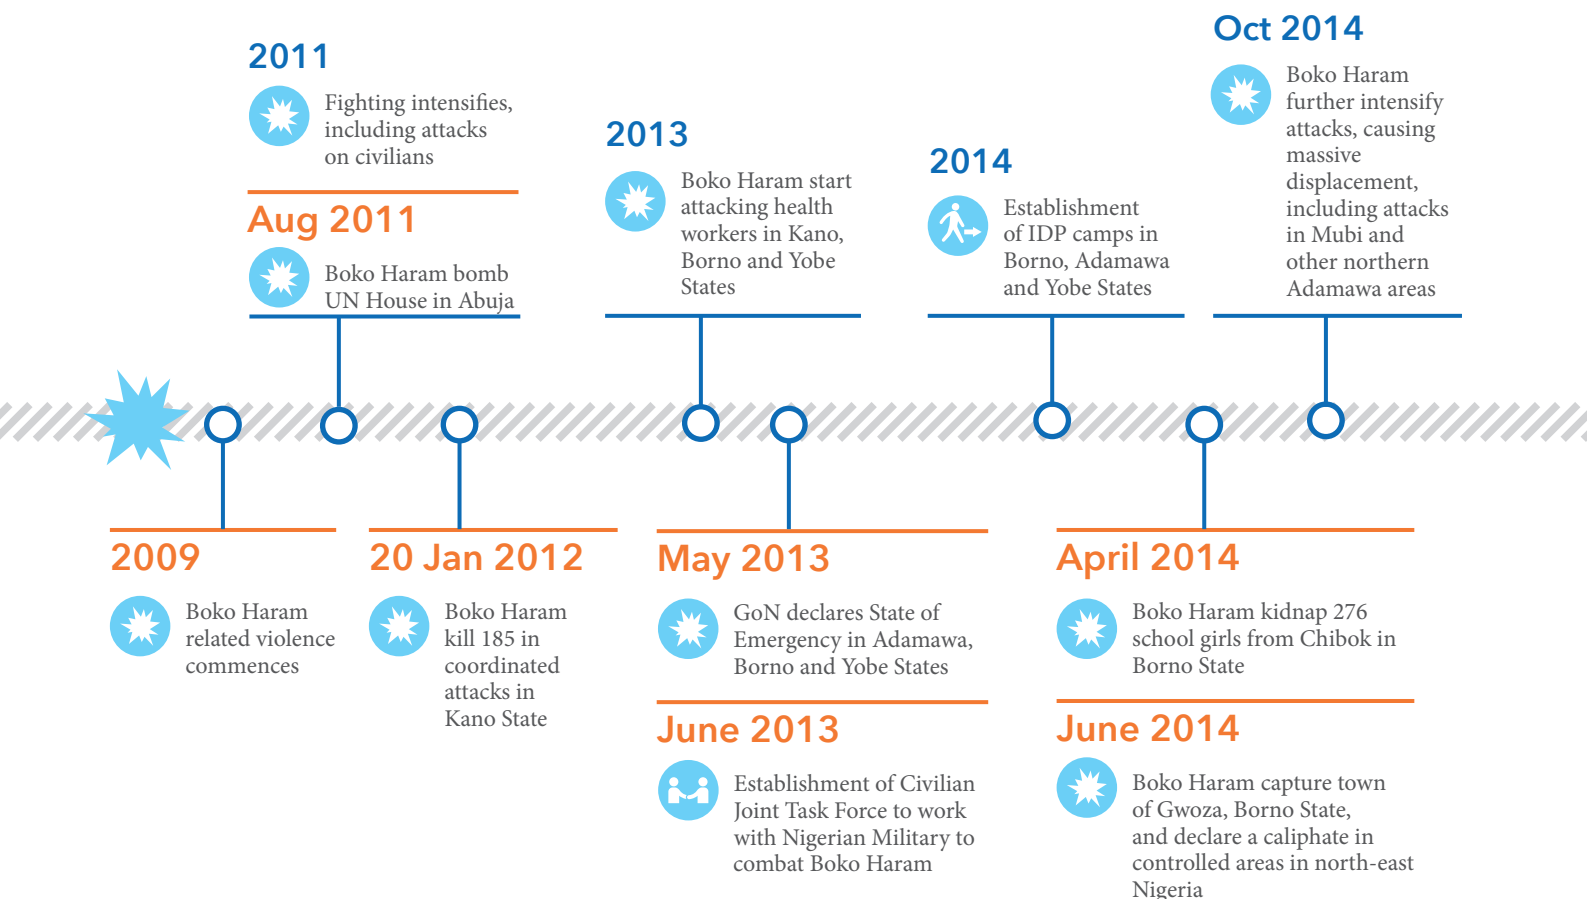 2011
Fighting intensifies,
including attacks
on civilians
Aug 2011
Boko Haram bomb
UN House in Abuja
2013
Boko Haram start
attacking health
workers in Kano,
Borno and Yobe
States
2014
Establishment
of IDP camps in
Borno, Adamawa
and Yobe States
Oct 2014
Boko Haram
further intensify
attacks, causing
massive
displacement,
including attacks
in Mubi and
other northern
Adamawa areas
2009
Boko Haram
related violence
commences
20 Jan 2012
Boko Haram
kill 185 in
coordinated
attacks in
Kano State
May 2013
GoN declares State of
Emergency in Adamawa,
Borno and Yobe States
June 2013
Establishment of Civilian
Joint Task Force to work
with Nigerian Military to
combat Boko Haram
April 2014
Boko Haram kidnap 276
school girls from Chibok in
Borno State
June 2014
Boko Haram capture town
of Gwoza, Borno State,
and declare a caliphate in
controlled areas in north-east
Nigeria